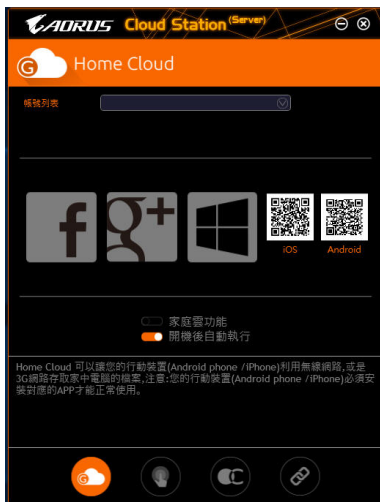 AORUS Cloud Station (Server)
G Home Cloud
帳號列表
f g+
iOS Android
家庭雲功能
開機後自動執行
Home Cloud 可以讓您的行動裝置(Android phone /iPhone)利用無線網路,或是
3G網路存取家中電腦的檔案,注意:您的行動裝置(Android phone /iPhone)必須安
裝對應的APP才能正常使用。
G